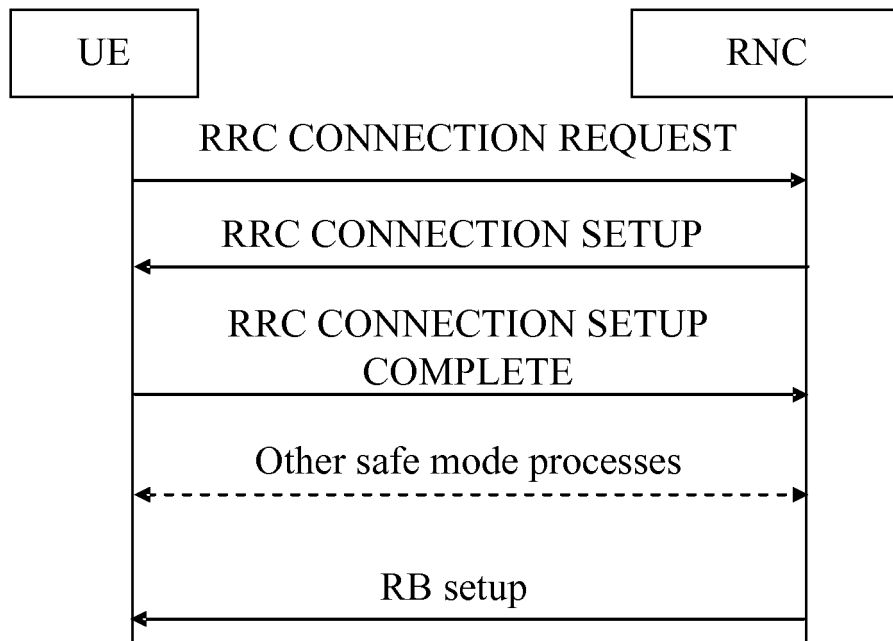 UE
RNC
RRC CONNECTION REQUEST
RRC CONNECTION SETUP
RRC CONNECTION SETUP
COMPLETE
Other safe mode processes
RB setup